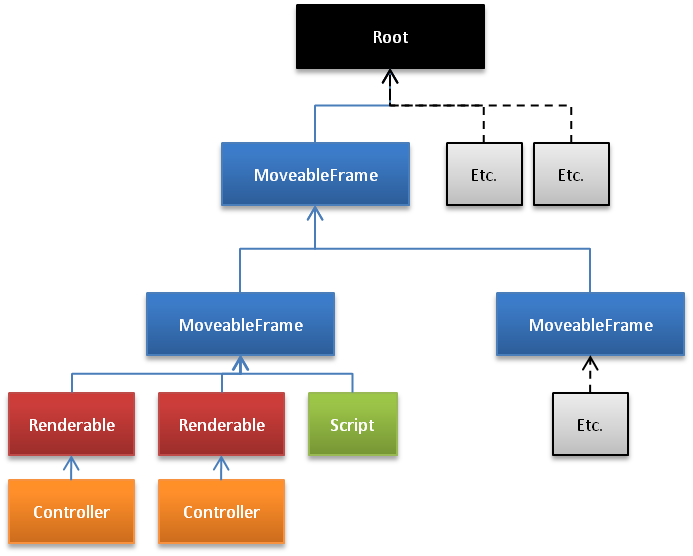 Root
MoveableFrame
Etc.
Etc.
MoveableFrame
MoveableFrame
Renderable
Renderable
Script
Etc.
Controller
Controller